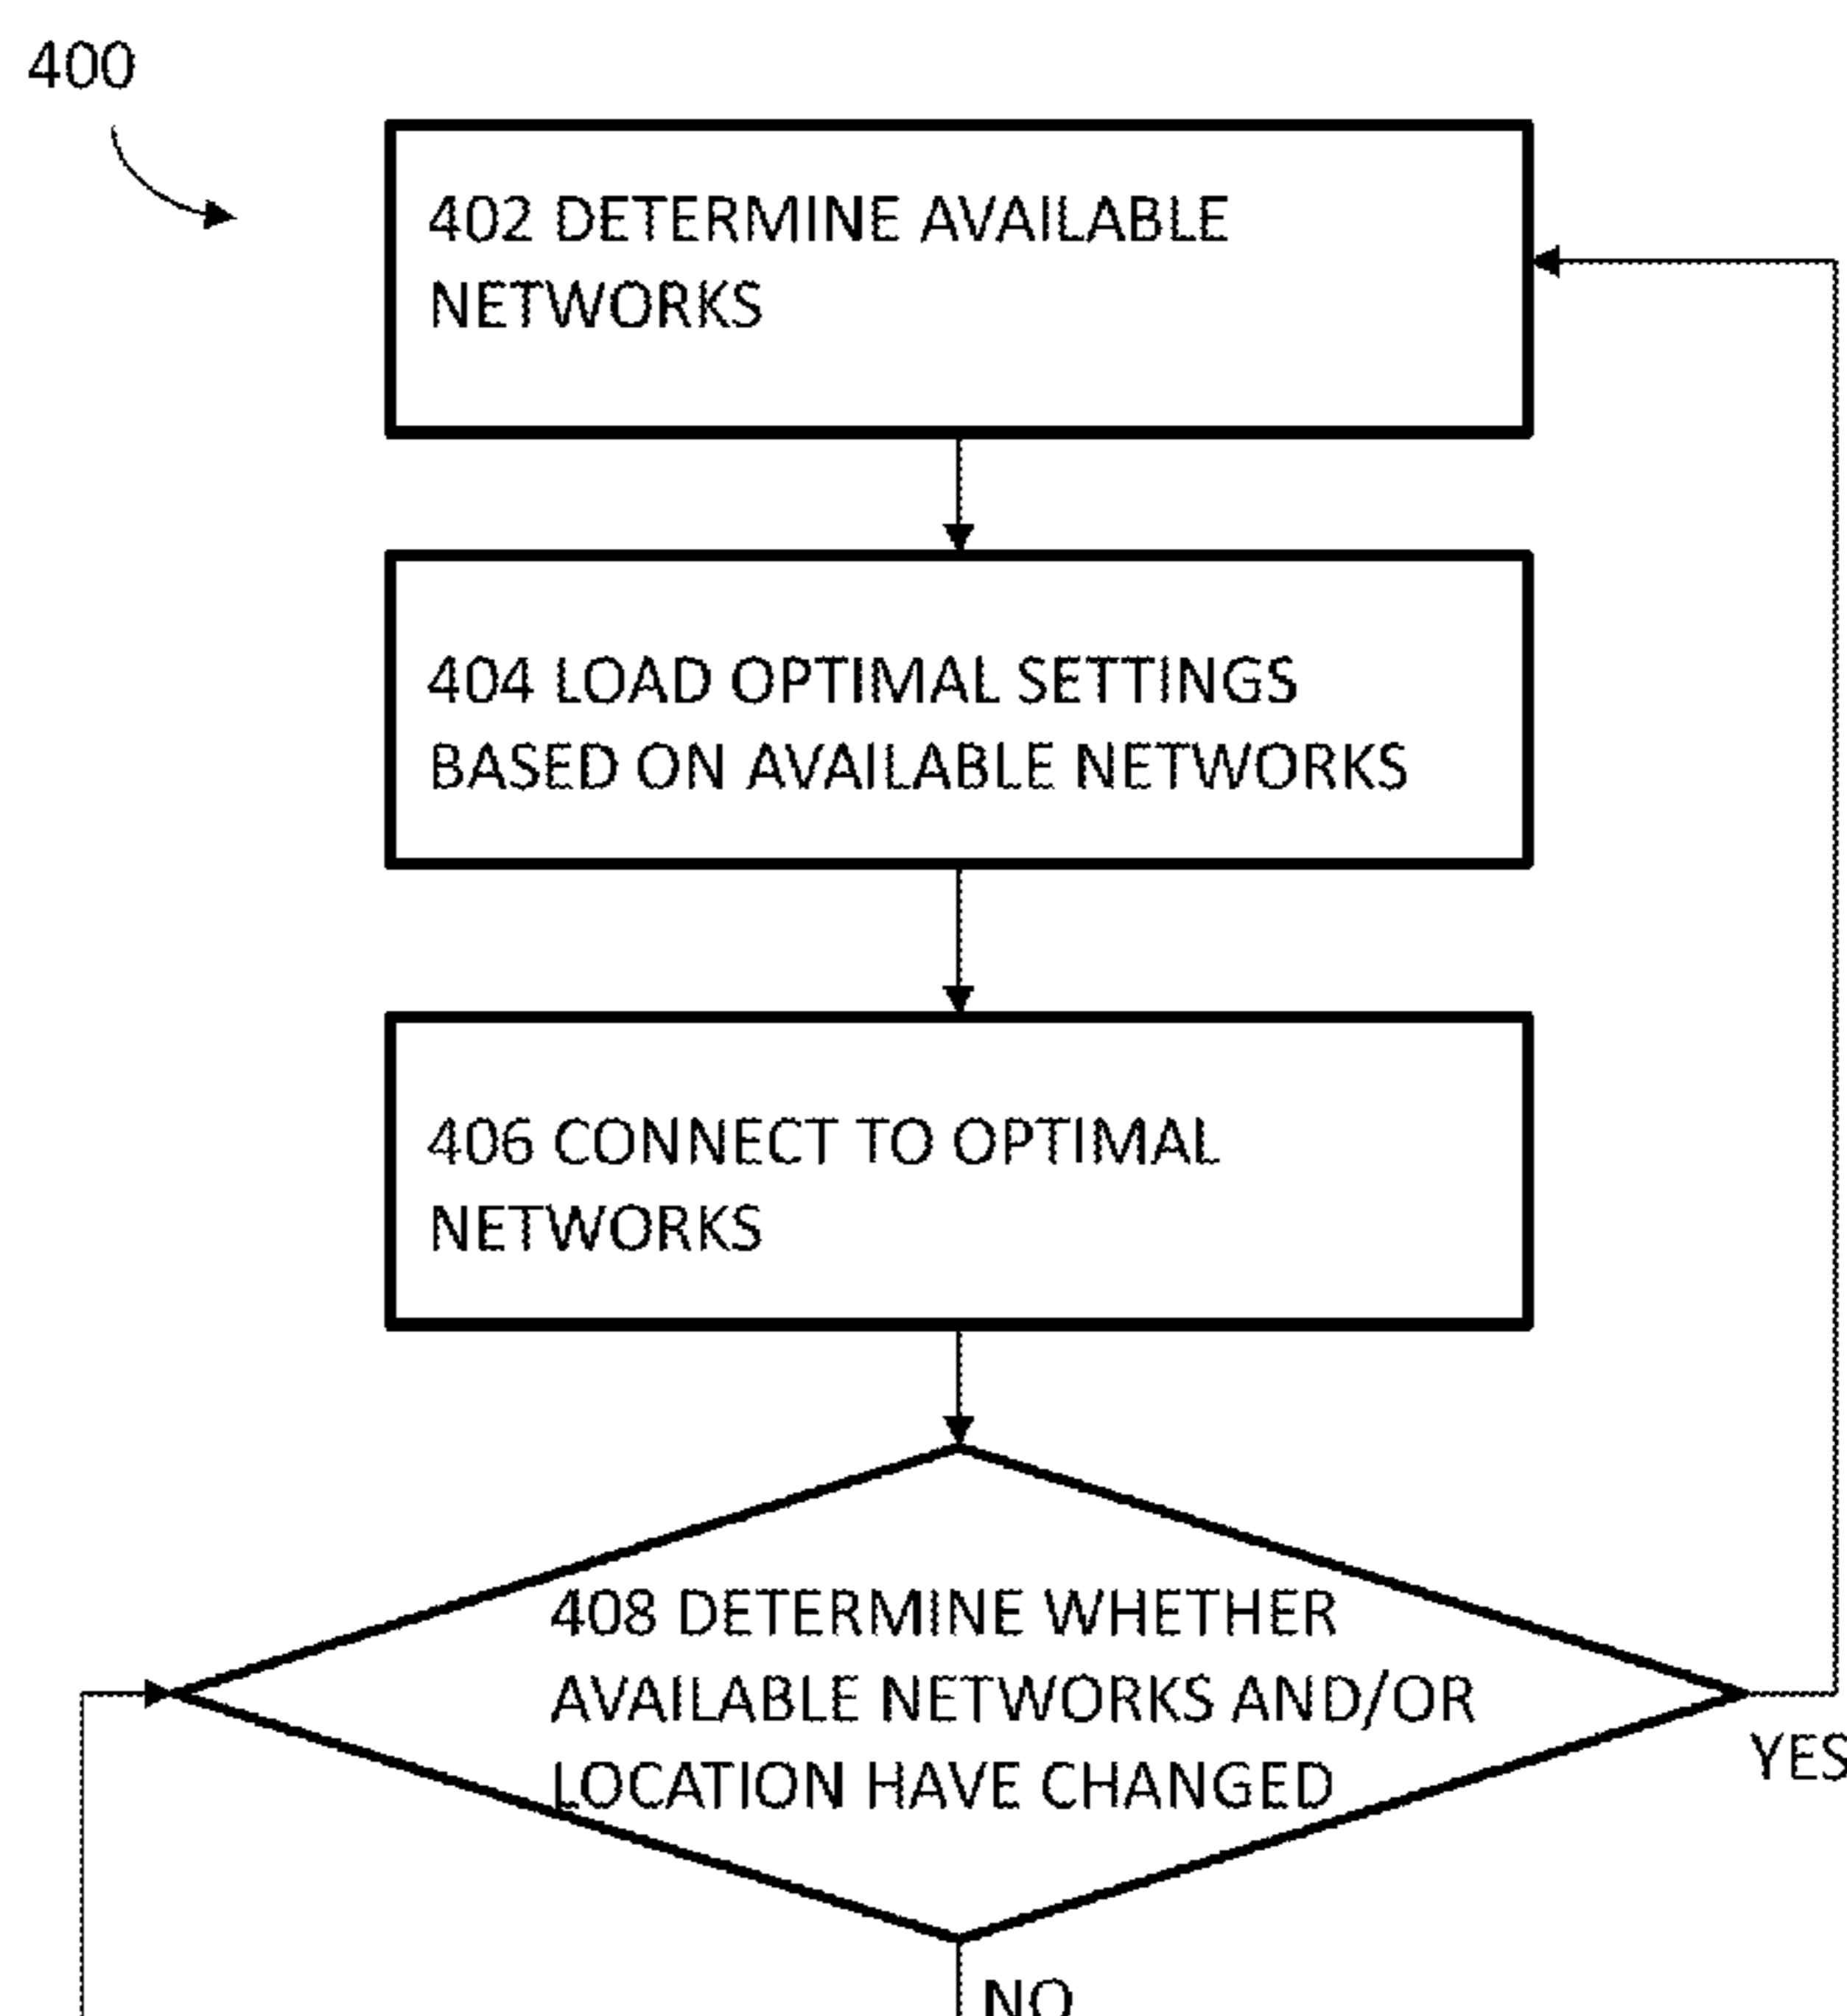 400
402 DETERMINE AVAILABLE
NETWORKS
404 LOAD OPTIMAL SETTINGS
BASED ON AVAILABLE NETWORKS
406 CONNECT TO OPTIMAL
NETWORKS
408 DETERMINE WHETHER
AVAILABLE NETWORKS AND/OR
LOCATION HAVE CHANGED
YES
NO